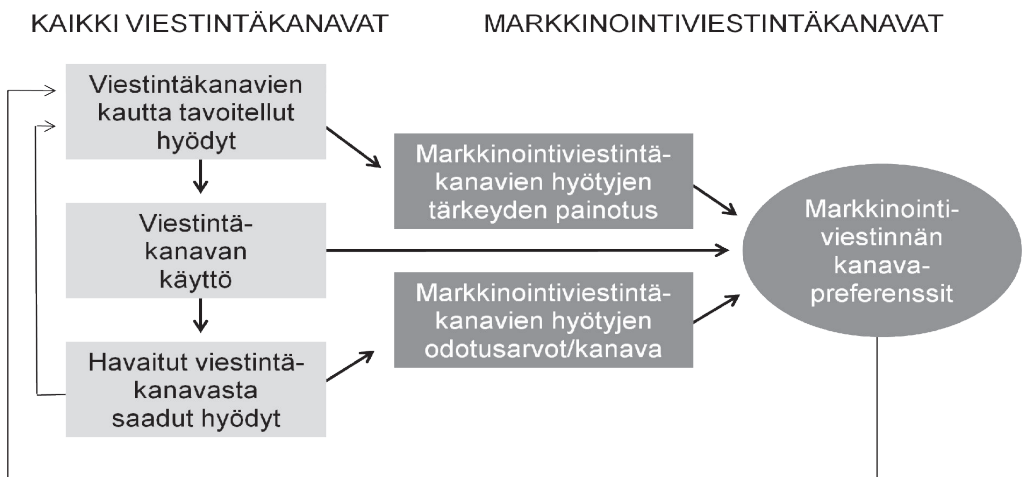 KAIKKI VIESTINTÄKANAVAT
MARKKINOINTIVIESTINTÄKANAVAT
Viestintäkanavien
kautta tavoitellut
hyödyt
Viestintä-
kanavan
käyttö
Havaitut viestintä-
kanavasta
saadut hyödyt
Markkinointiviestintä-
kanavien hyötyjen
tärkeyden painotus
Markkinointiviestintä-
kanavien hyötyjen
odotusarvot/kanava
Markkinointi-
viestinnän
kanava-
preferenssit